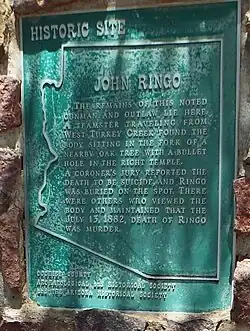 HISTORIC SITE
JOHN RINGO
THE REMAINS OF THIS NOTED
GUNMAN AND OUTLAW LIE HERE.
A TEAMSTER TRAVELING FROM
WEST TURKEY CREEK FOUND THE
BODY SITTING IN THE FORK OF A
NEARBY OAK TREE WITH A BULLET
HOLE IN THE RIGHT TEMPLE.
A CORONER'S JURY REPORTED THE
DEATH TO BE SUICIDE AND RINGO
WAS BURIED ON THE SPOT. THERE
WERE OTHERS WHO VIEWED THE
BODY AND MAINTAINED THAT THE
JULY 13, 1882, DEATH OF RINGO
WAS MURDER.
COCHISE COUNTY
ARCHAEOLOGICAL AND HISTORICAL SOCIETY
ARIZONA HISTORICAL SOCIETY